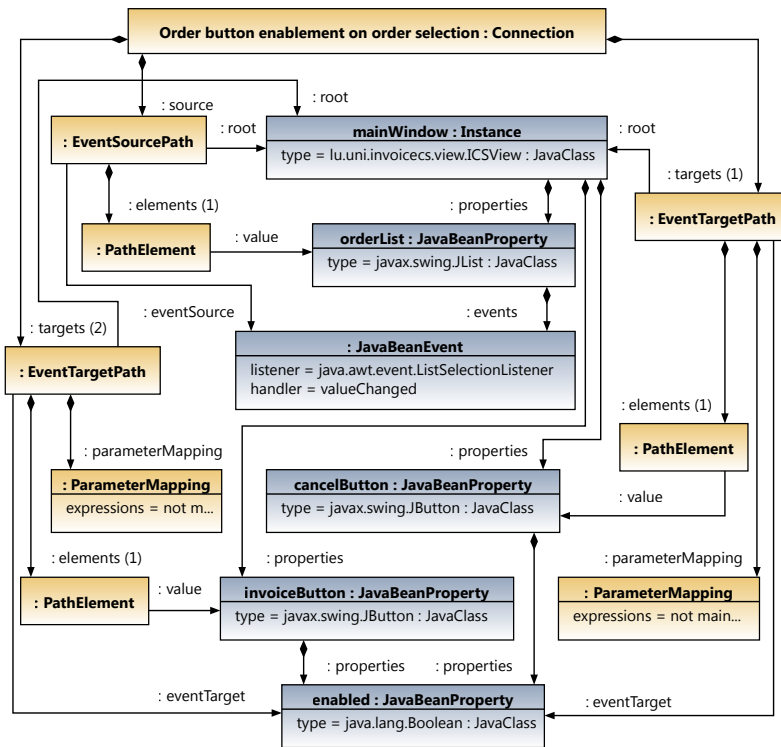 Order button enablement on order selection : Connection
: source
: root
: root
: root
mainWindow : Instance
type = lu.uni.invoicecs.view.ICSView : JavaClass
: EventSourcePath
: targets (1)
: EventTargetPath
: elements (1)
: properties
: PathElement
: value
orderList : JavaBeanProperty
type = javax.swing.JList : JavaClass
: eventSource
: events
: targets (2)
: EventTargetPath
: JavaBeanEvent
listener = java.awt.event.ListSelectionListener
handler = valueChanged
: elements (1)
: PathElement
: parameterMapping
: properties
: ParameterMapping
expressions = not m...
cancelButton : JavaBeanProperty
type = javax.swing.JButton : JavaClass
: value
: elements (1)
: properties
: parameterMapping
: PathElement
: value
invoiceButton : JavaBeanProperty
type = javax.swing.JButton : JavaClass
: ParameterMapping
expressions = not main...
: properties
: properties
: eventTarget
enabled : JavaBeanProperty
type = java.lang.Boolean : JavaClass
: eventTarget